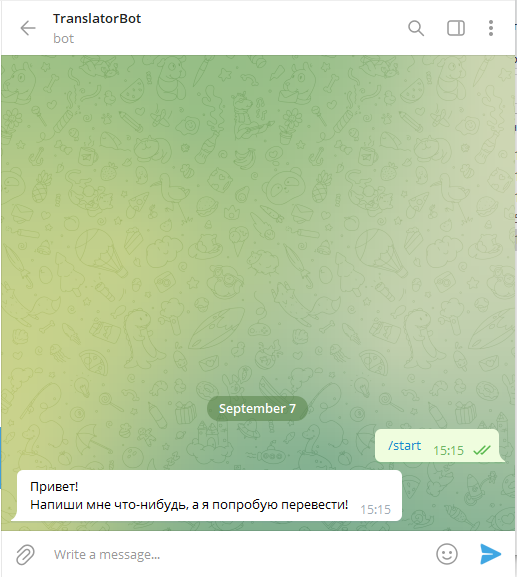 TranslatorBot
bot
September 7
/start 15:15
Привет!
Напиши мне что-нибудь, а я попробую перевести! 15:15
Write a message...